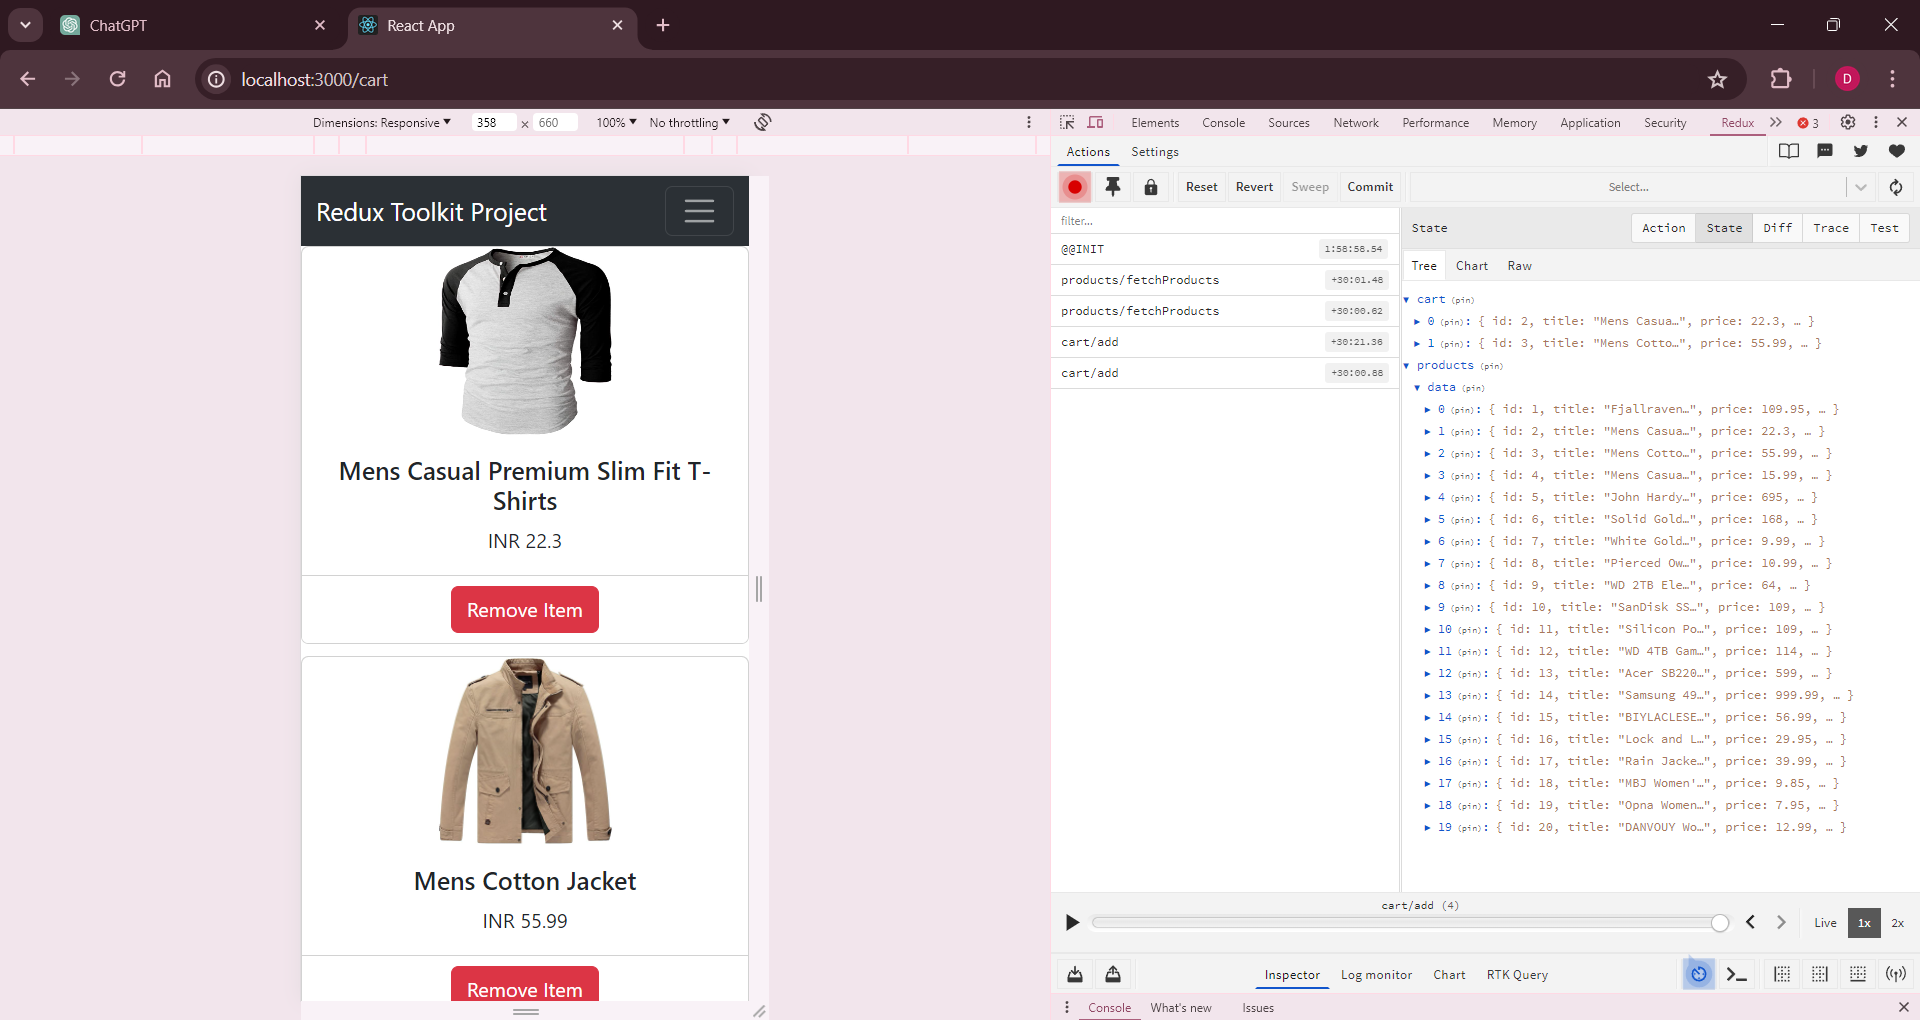 ChatGPT
React App
localhost:3000/cart
D
Dimensions: Responsive
358 x 660
100%
No throttling
Elements Console Sources Network Performance Memory Application Security Redux 3
Redux Toolkit Project
Mens Casual Premium Slim Fit T-
Shirts
INR 22.3
Remove Item
Mens Cotton Jacket
INR 55.99
Remove Item
Actions Settings
Reset Revert Sweep Commit Select...
filter...
@@INIT 1:58:58.54
products/fetchProducts +30:01.48
products/fetchProducts +30:00.62
cart/add +30:21.36
cart/add +30:00.88
State Action State Diff Trace Test
Tree Chart Raw
cart (pin)
0 (pin): { id: 2, title: "Mens Casua…", price: 22.3, … }
1 (pin): { id: 3, title: "Mens Cotto…", price: 55.99, … }
products (pin)
data (pin)
0 (pin): { id: 1, title: "Fjallraven…", price: 109.95, … }
1 (pin): { id: 2, title: "Mens Casua…", price: 22.3, … }
2 (pin): { id: 3, title: "Mens Cotto…", price: 55.99, … }
3 (pin): { id: 4, title: "Mens Casua…", price: 15.99, … }
4 (pin): { id: 5, title: "John Hardy…", price: 695, … }
5 (pin): { id: 6, title: "Solid Gold…", price: 168, … }
6 (pin): { id: 7, title: "White Gold…", price: 9.99, … }
7 (pin): { id: 8, title: "Pierced Ow…", price: 10.99, … }
8 (pin): { id: 9, title: "WD 2TB Ele…", price: 64, … }
9 (pin): { id: 10, title: "SanDisk SS…", price: 109, … }
10 (pin): { id: 11, title: "Silicon Po…", price: 109, … }
11 (pin): { id: 12, title: "WD 4TB Gam…", price: 114, … }
12 (pin): { id: 13, title: "Acer SB220…", price: 599, … }
13 (pin): { id: 14, title: "Samsung 49…", price: 999.99, … }
14 (pin): { id: 15, title: "BIYLACLESE…", price: 56.99, … }
15 (pin): { id: 16, title: "Lock and L…", price: 29.95, … }
16 (pin): { id: 17, title: "Rain Jacke…", price: 39.99, … }
17 (pin): { id: 18, title: "MBJ Women'…", price: 9.85, … }
18 (pin): { id: 19, title: "Opna Women…", price: 7.95, … }
19 (pin): { id: 20, title: "DANVOUY Wo…", price: 12.99, … }
cart/add (4)
Live 1x 2x
Inspector Log monitor Chart RTK Query
Console What's new Issues